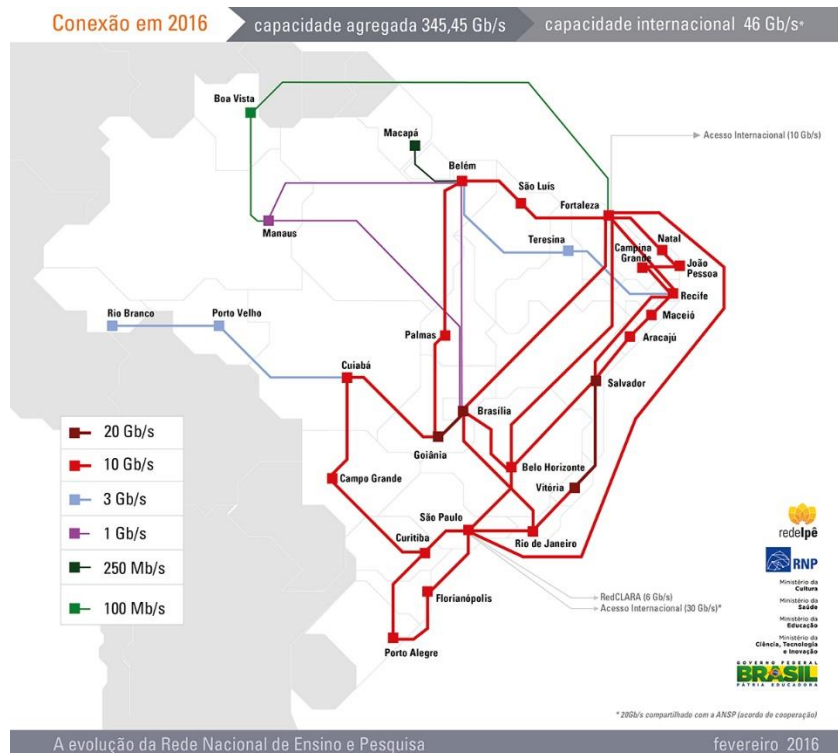 Conexão em 2016
capacidade agregada 345,45 Gb/s
capacidade internacional 46 Gb/s*
Boa Vista
Macapá
Belém
Acesso Internacional (10 Gb/s)
São Luís
Fortaleza
Manaus
Teresina
Natal
Campina
Grande
João
Pessoa
Recife
Rio Branco
Porto Velho
Maceió
Palmas
Aracajú
Cuiabá
Salvador
Brasília
20 Gb/s
Goiânia
10 Gb/s
Belo Horizonte
Campo Grande
Vitória
3 Gb/s
São Paulo
1 Gb/s
Curitiba
Rio de Janeiro
250 Mb/s
100 Mb/s
Florianópolis
RedCLARA (6 Gb/s)
Acesso Internacional (30 Gb/s)*
Porto Alegre
redeIpê
RNP
Ministério da
Cultura
Ministério da
Saúde
Ministério da
Educação
Ministério da
Ciência, Tecnologia
e Inovação
GOVERNO FEDERAL
BRASIL
PÁTRIA EDUCADORA
* 20Gb/s compartilhado com a ANSP (acordo de cooperação)
A evolução da Rede Nacional de Ensino e Pesquisa
fevereiro 2016